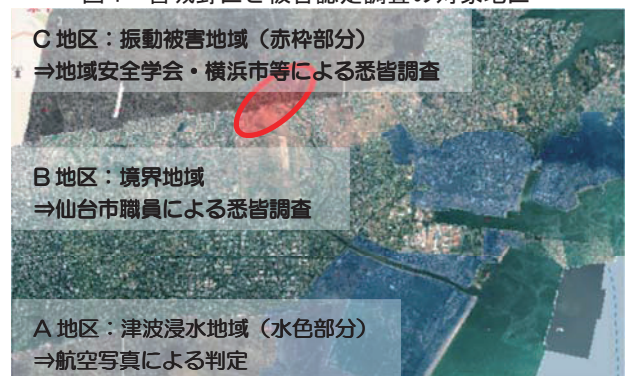 C 地区：振動被害地域（赤枠部分）
⇒地域安全学会・横浜市等による悉皆調査
B 地区：境界地域
⇒仙台市職員による悉皆調査
A 地区：津波浸水地域（水色部分）
⇒航空写真による判定